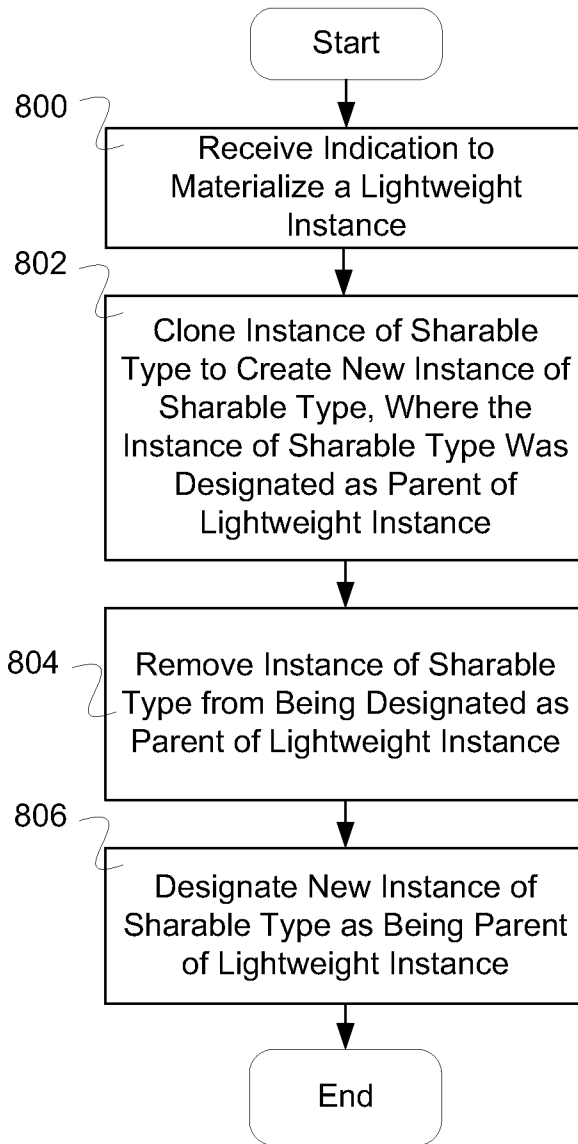 Start
800
Receive Indication to
Materialize a Lightweight
Instance
802
Clone Instance of Sharable
Type to Create New Instance of
Sharable Type, Where the
Instance of Sharable Type Was
Designated as Parent of
Lightweight Instance
804
Remove Instance of Sharable
Type from Being Designated as
Parent of Lightweight Instance
806
Designate New Instance of
Sharable Type as Being Parent
of Lightweight Instance
End